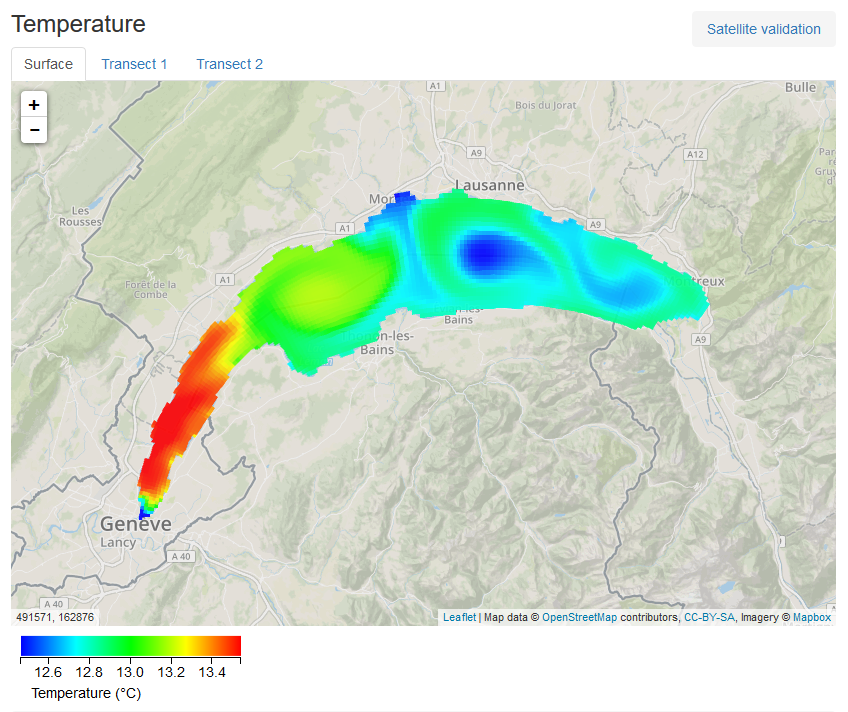 Temperature
Satellite validation
Surface
Transect 1
Transect 2
+
−
A1
Bulle
Bois du Jorat
A9
A12
Lausanne
Les
Rousses
A1
A9
Forêt de la
Combe
A1
Bains
A9
Bains
Genève
Lancy
A 40
A 40
491571, 162876
Leaflet | Map data © OpenStreetMap contributors, CC-BY-SA, Imagery © Mapbox
12.6 12.8 13.0 13.2 13.4
Temperature (°C)